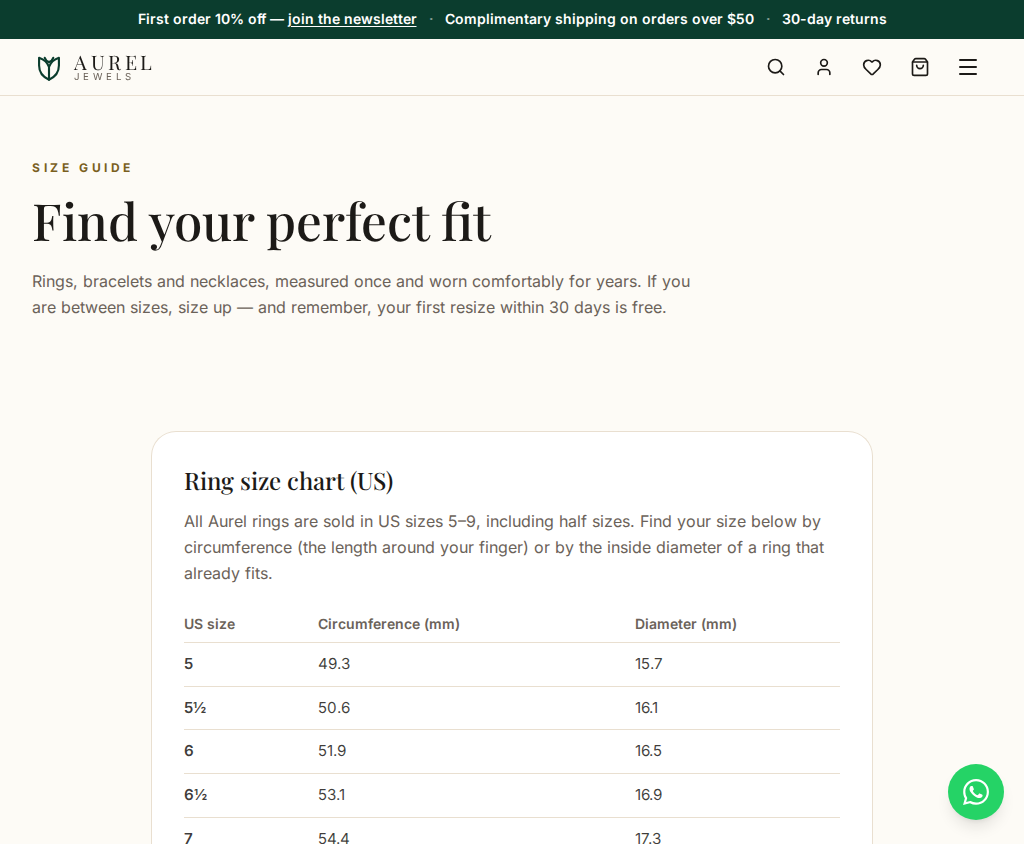 First order 10% off — join the newsletter · Complimentary shipping on orders over $50 · 30-day returns
AUREL
JEWELS
SIZE GUIDE
Find your perfect fit
Rings, bracelets and necklaces, measured once and worn comfortably for years. If you
are between sizes, size up — and remember, your first resize within 30 days is free.
Ring size chart (US)
All Aurel rings are sold in US sizes 5–9, including half sizes. Find your size below by
circumference (the length around your finger) or by the inside diameter of a ring that
already fits.
US size Circumference (mm) Diameter (mm)
5 49.3 15.7
5½ 50.6 16.1
6 51.9 16.5
6½ 53.1 16.9
7 54.4 17.3